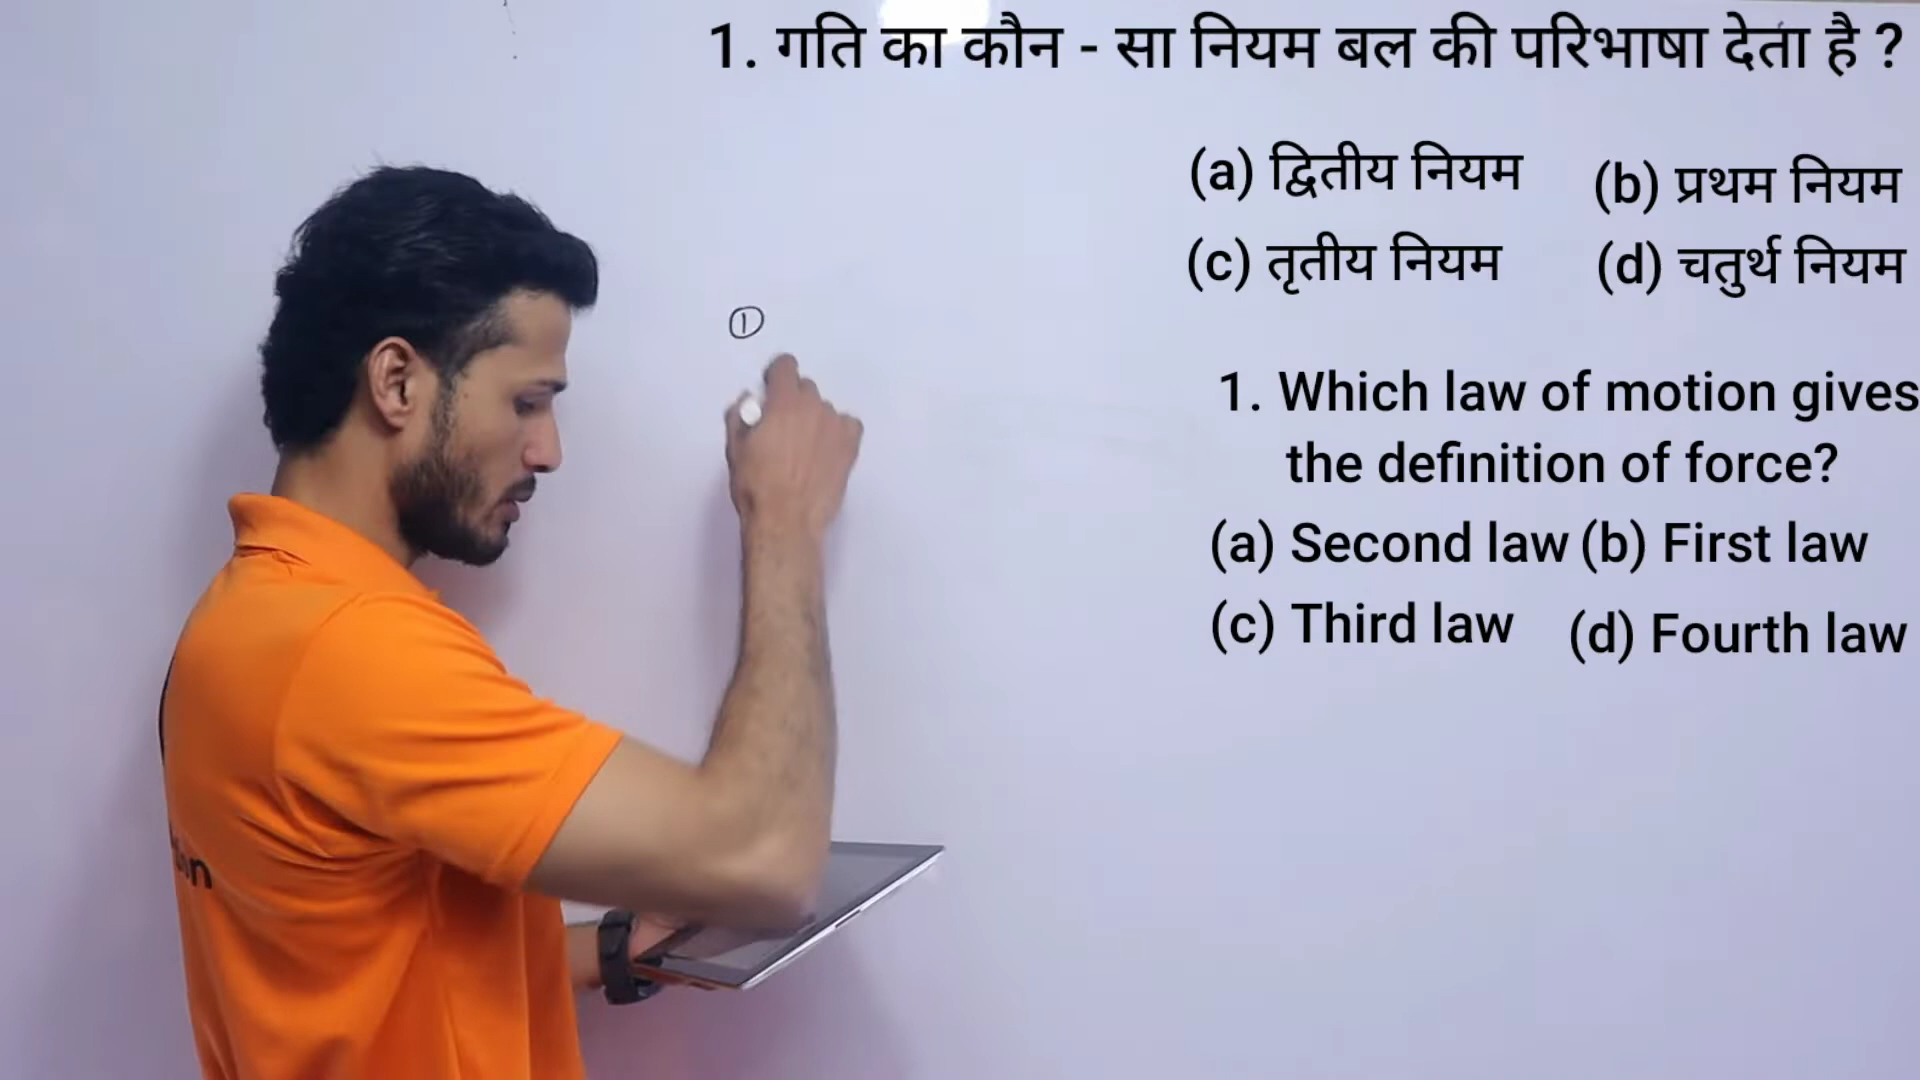 1. गति का कौन - सा नियम बल की परिभाषा देता है ?
(a) द्वितीय नियम (b) प्रथम नियम
(c) तृतीय नियम (d) चतुर्थ नियम
①
1. Which law of motion gives
the definition of force?
(a) Second law (b) First law
(c) Third law (d) Fourth law